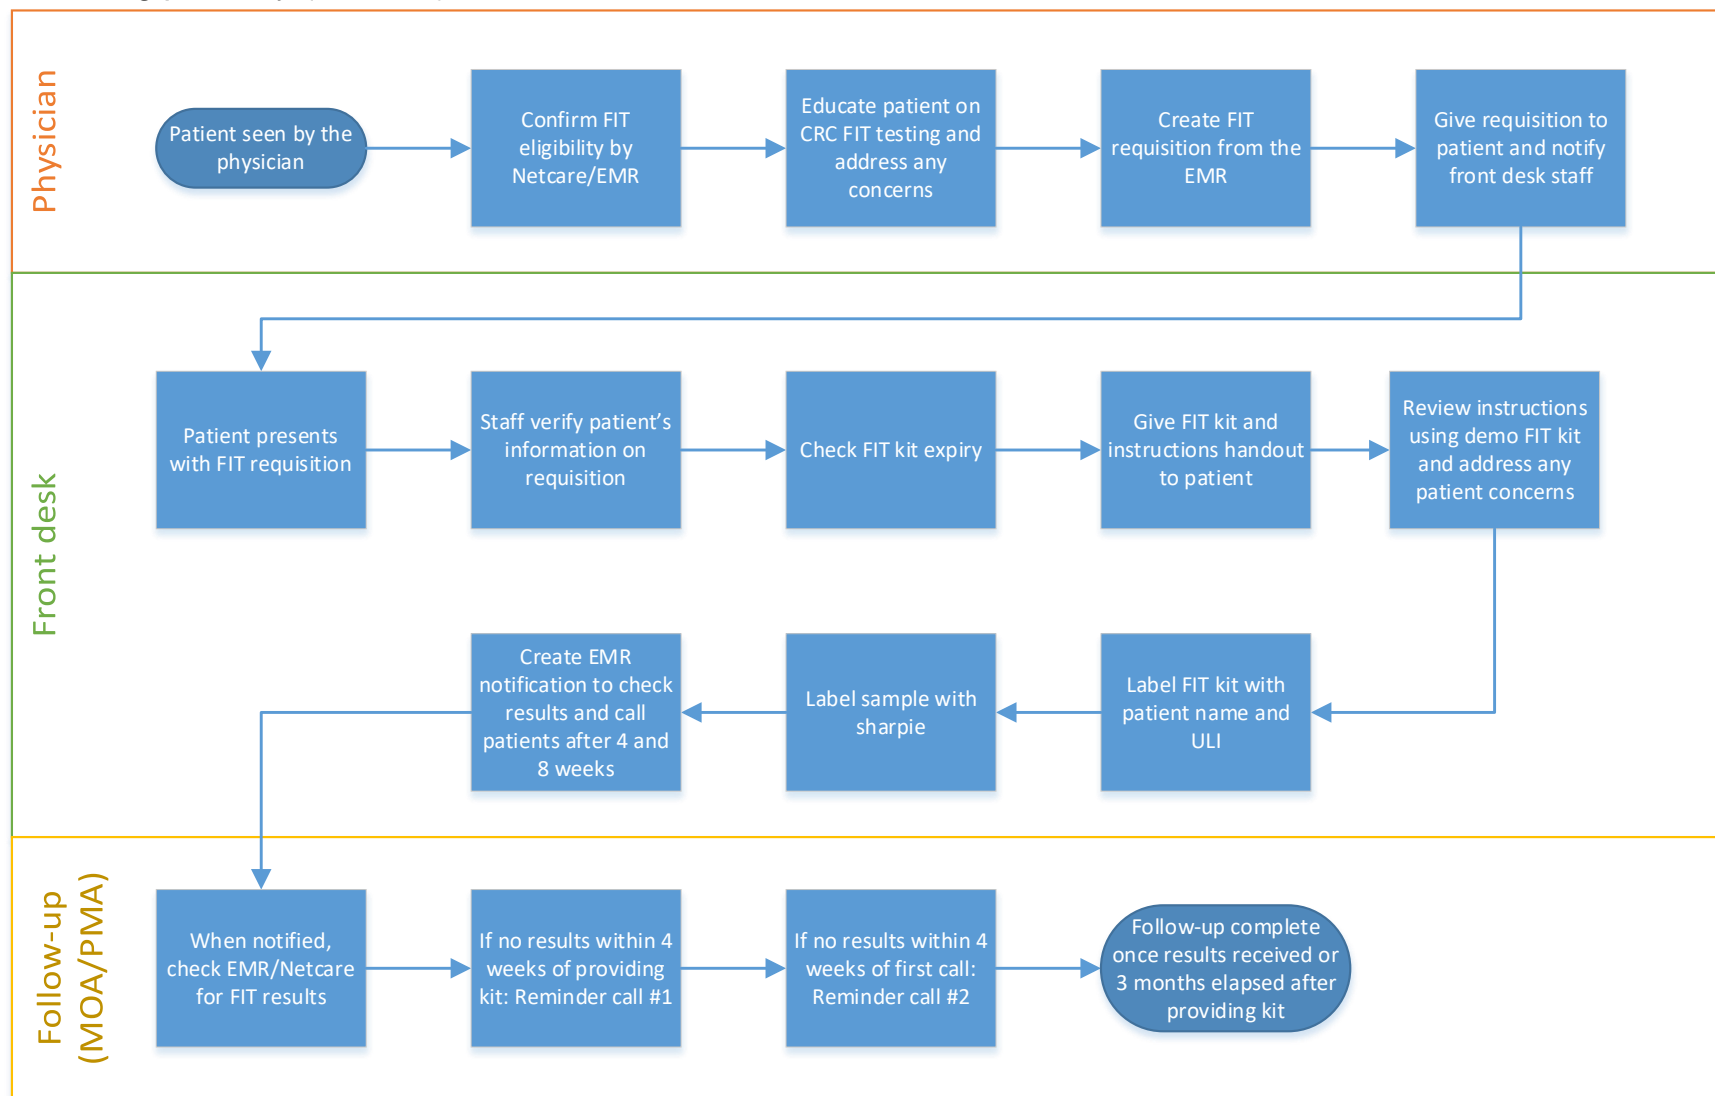 Physician
Patient seen by the
physician
Confirm FIT
eligibility by
Netcare/EMR
Educate patient on
CRC FIT testing and
address any
concerns
Create FIT
requisition from the
EMR
Give requisition to
patient and notify
front desk staff
Front desk
Patient presents
with FIT requisition
Staff verify patient’s
information on
requisition
Check FIT kit expiry
Give FIT kit and
instructions handout
to patient
Review instructions
using demo FIT kit
and address any
patient concerns
Label FIT kit with
patient name and
ULI
Label sample with
sharpie
Create EMR
notification to check
results and call
patients after 4 and
8 weeks
Follow-up
(MOA/PMA)
When notified,
check EMR/Netcare
for FIT results
If no results within 4
weeks of providing
kit: Reminder call #1
If no results within 4
weeks of first call:
Reminder call #2
Follow-up complete
once results received or
3 months elapsed after
providing kit